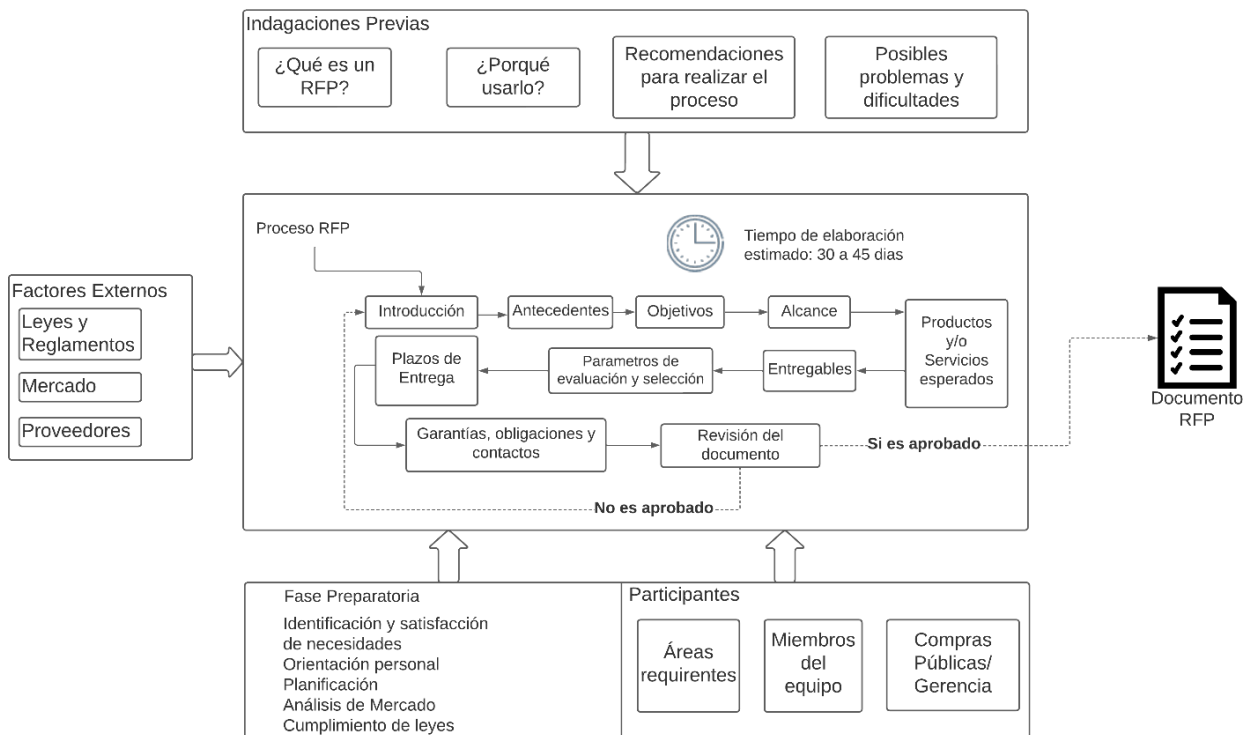 Indagaciones Previas
¿Qué es un
RFP?
¿Porqué
usarlo?
Recomendaciones
para realizar el
proceso
Posibles
problemas y
dificultades
Proceso RFP
Tiempo de elaboración
estimado: 30 a 45 dias
Factores Externos
Leyes y
Reglamentos
Mercado
Proveedores
Introducción
Antecedentes
Objetivos
Alcance
Productos
y/o
Servicios
esperados
Entregables
Parametros de
evaluación y selección
Plazos de
Entrega
Garantías, obligaciones y
contactos
Revisión del
documento
Si es aprobado
No es aprobado
Documento
RFP
Fase Preparatoria
Identificación y satisfacción
de necesidades
Orientación personal
Planificación
Análisis de Mercado
Cumplimiento de leyes
Participantes
Áreas
requirentes
Miembros
del
equipo
Compras
Públicas/
Gerencia